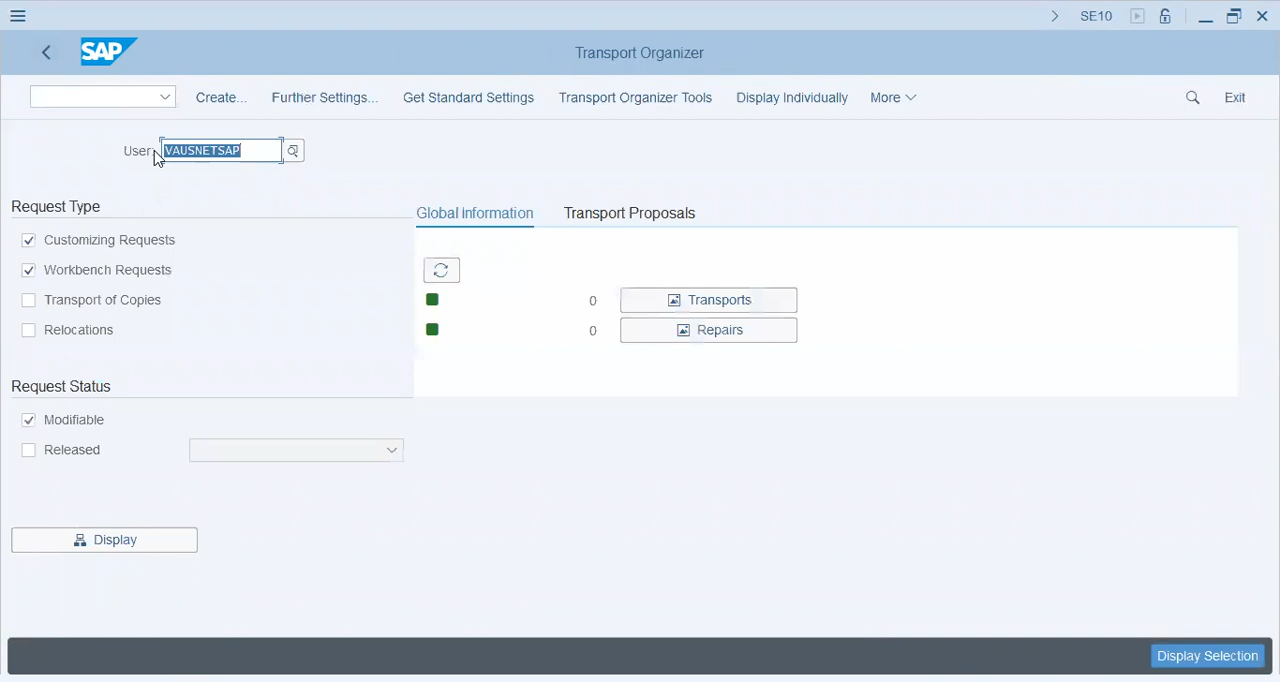 SE10
SAP
Transport Organizer
Create...
Further Settings...
Get Standard Settings
Transport Organizer Tools
Display Individually
More
Exit
User:
VAUSNETSAP
Request Type
Customizing Requests
Workbench Requests
Transport of Copies
Relocations
Global Information
Transport Proposals
0
Transports
0
Repairs
Request Status
Modifiable
Released
Display
Display Selection